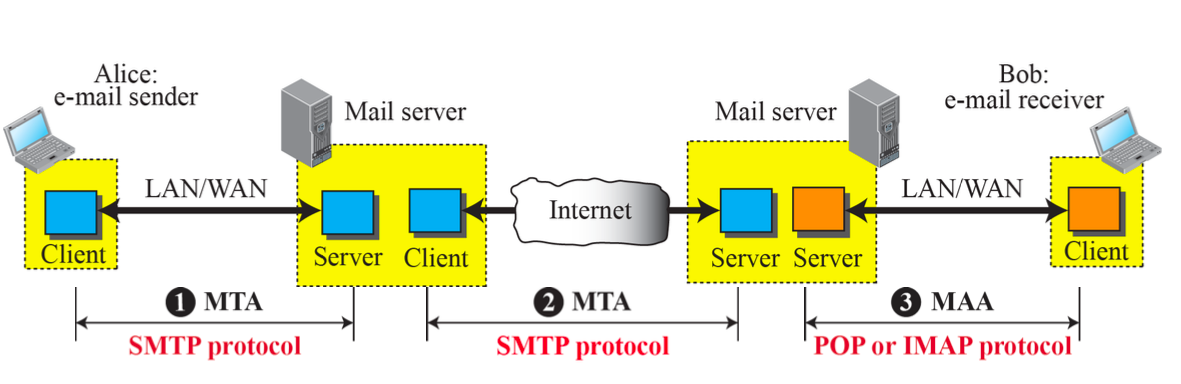 Alice:
e-mail sender
Mail server
Mail server
Bob:
e-mail receiver
LAN/WAN
Internet
LAN/WAN
Client
Server
Client
Server
Server
Client
1 MTA
2 MTA
3 MAA
SMTP protocol
SMTP protocol
POP or IMAP protocol